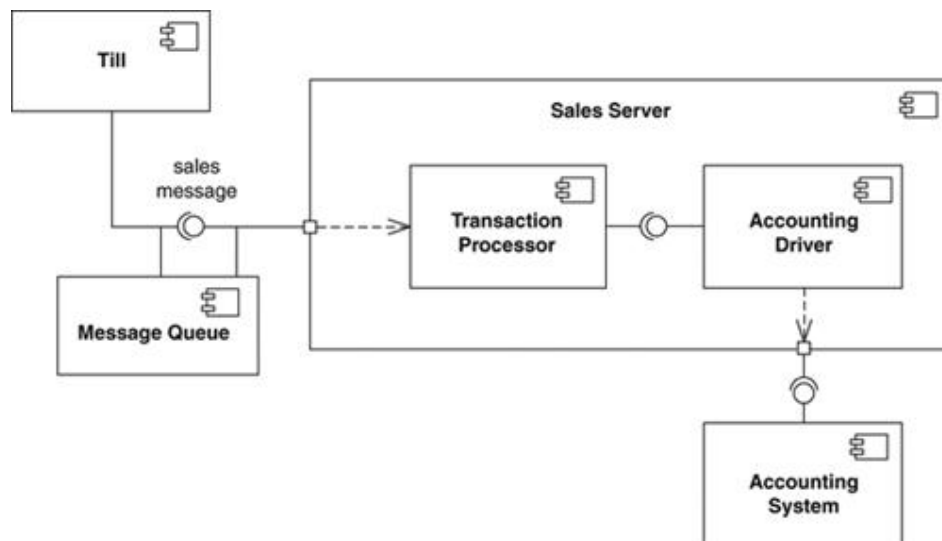 Till
Sales Server
sales
message
Transaction
Processor
Accounting
Driver
Message Queue
Accounting
System